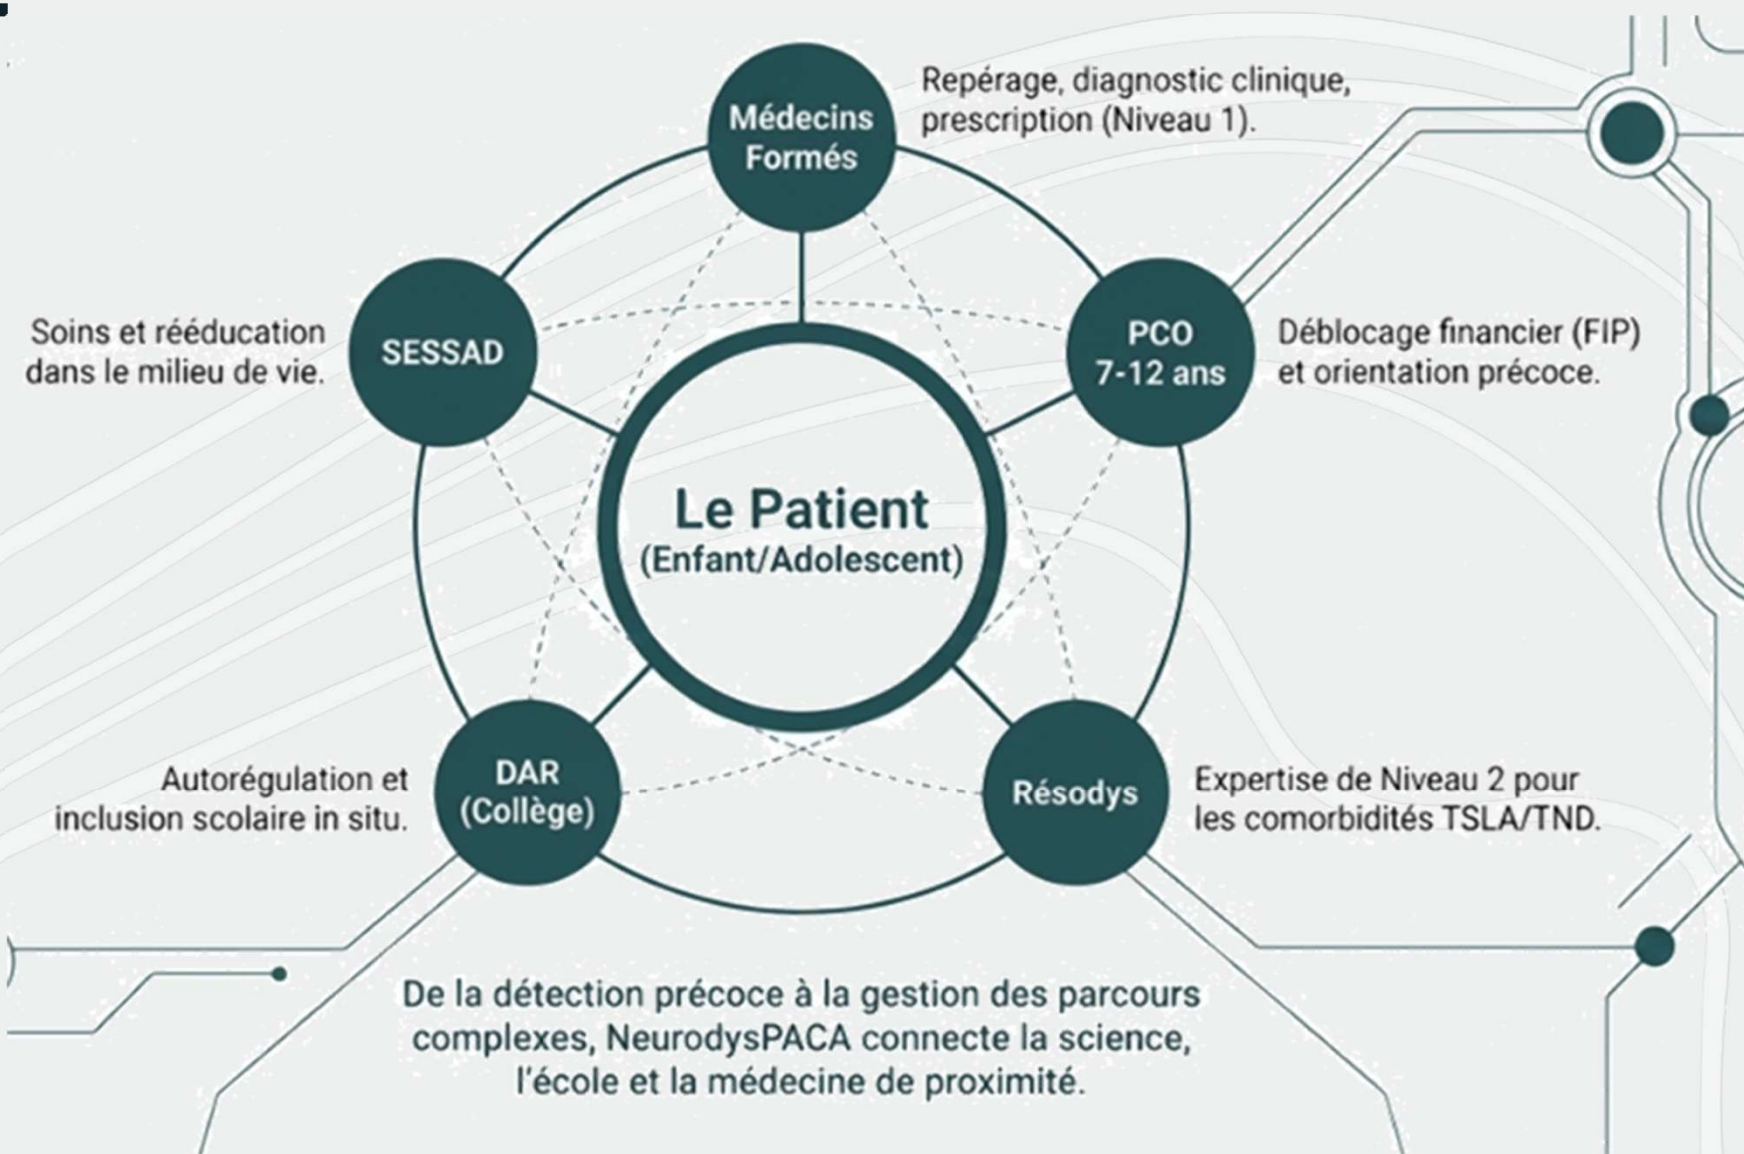 Médecins
Formés
Repérage, diagnostic clinique,
prescription (Niveau 1).
SESSAD
Soins et rééducation
dans le milieu de vie.
PCO
7-12 ans
Déblocage financier (FIP)
et orientation précoce.
Le Patient
(Enfant/Adolescent)
DAR
(Collège)
Autorégulation et
inclusion scolaire in situ.
Résodys
Expertise de Niveau 2 pour
les comorbidités TSLA/TND.
De la détection précoce à la gestion des parcours
complexes, NeurodysPACA connecte la science,
l'école et la médecine de proximité.